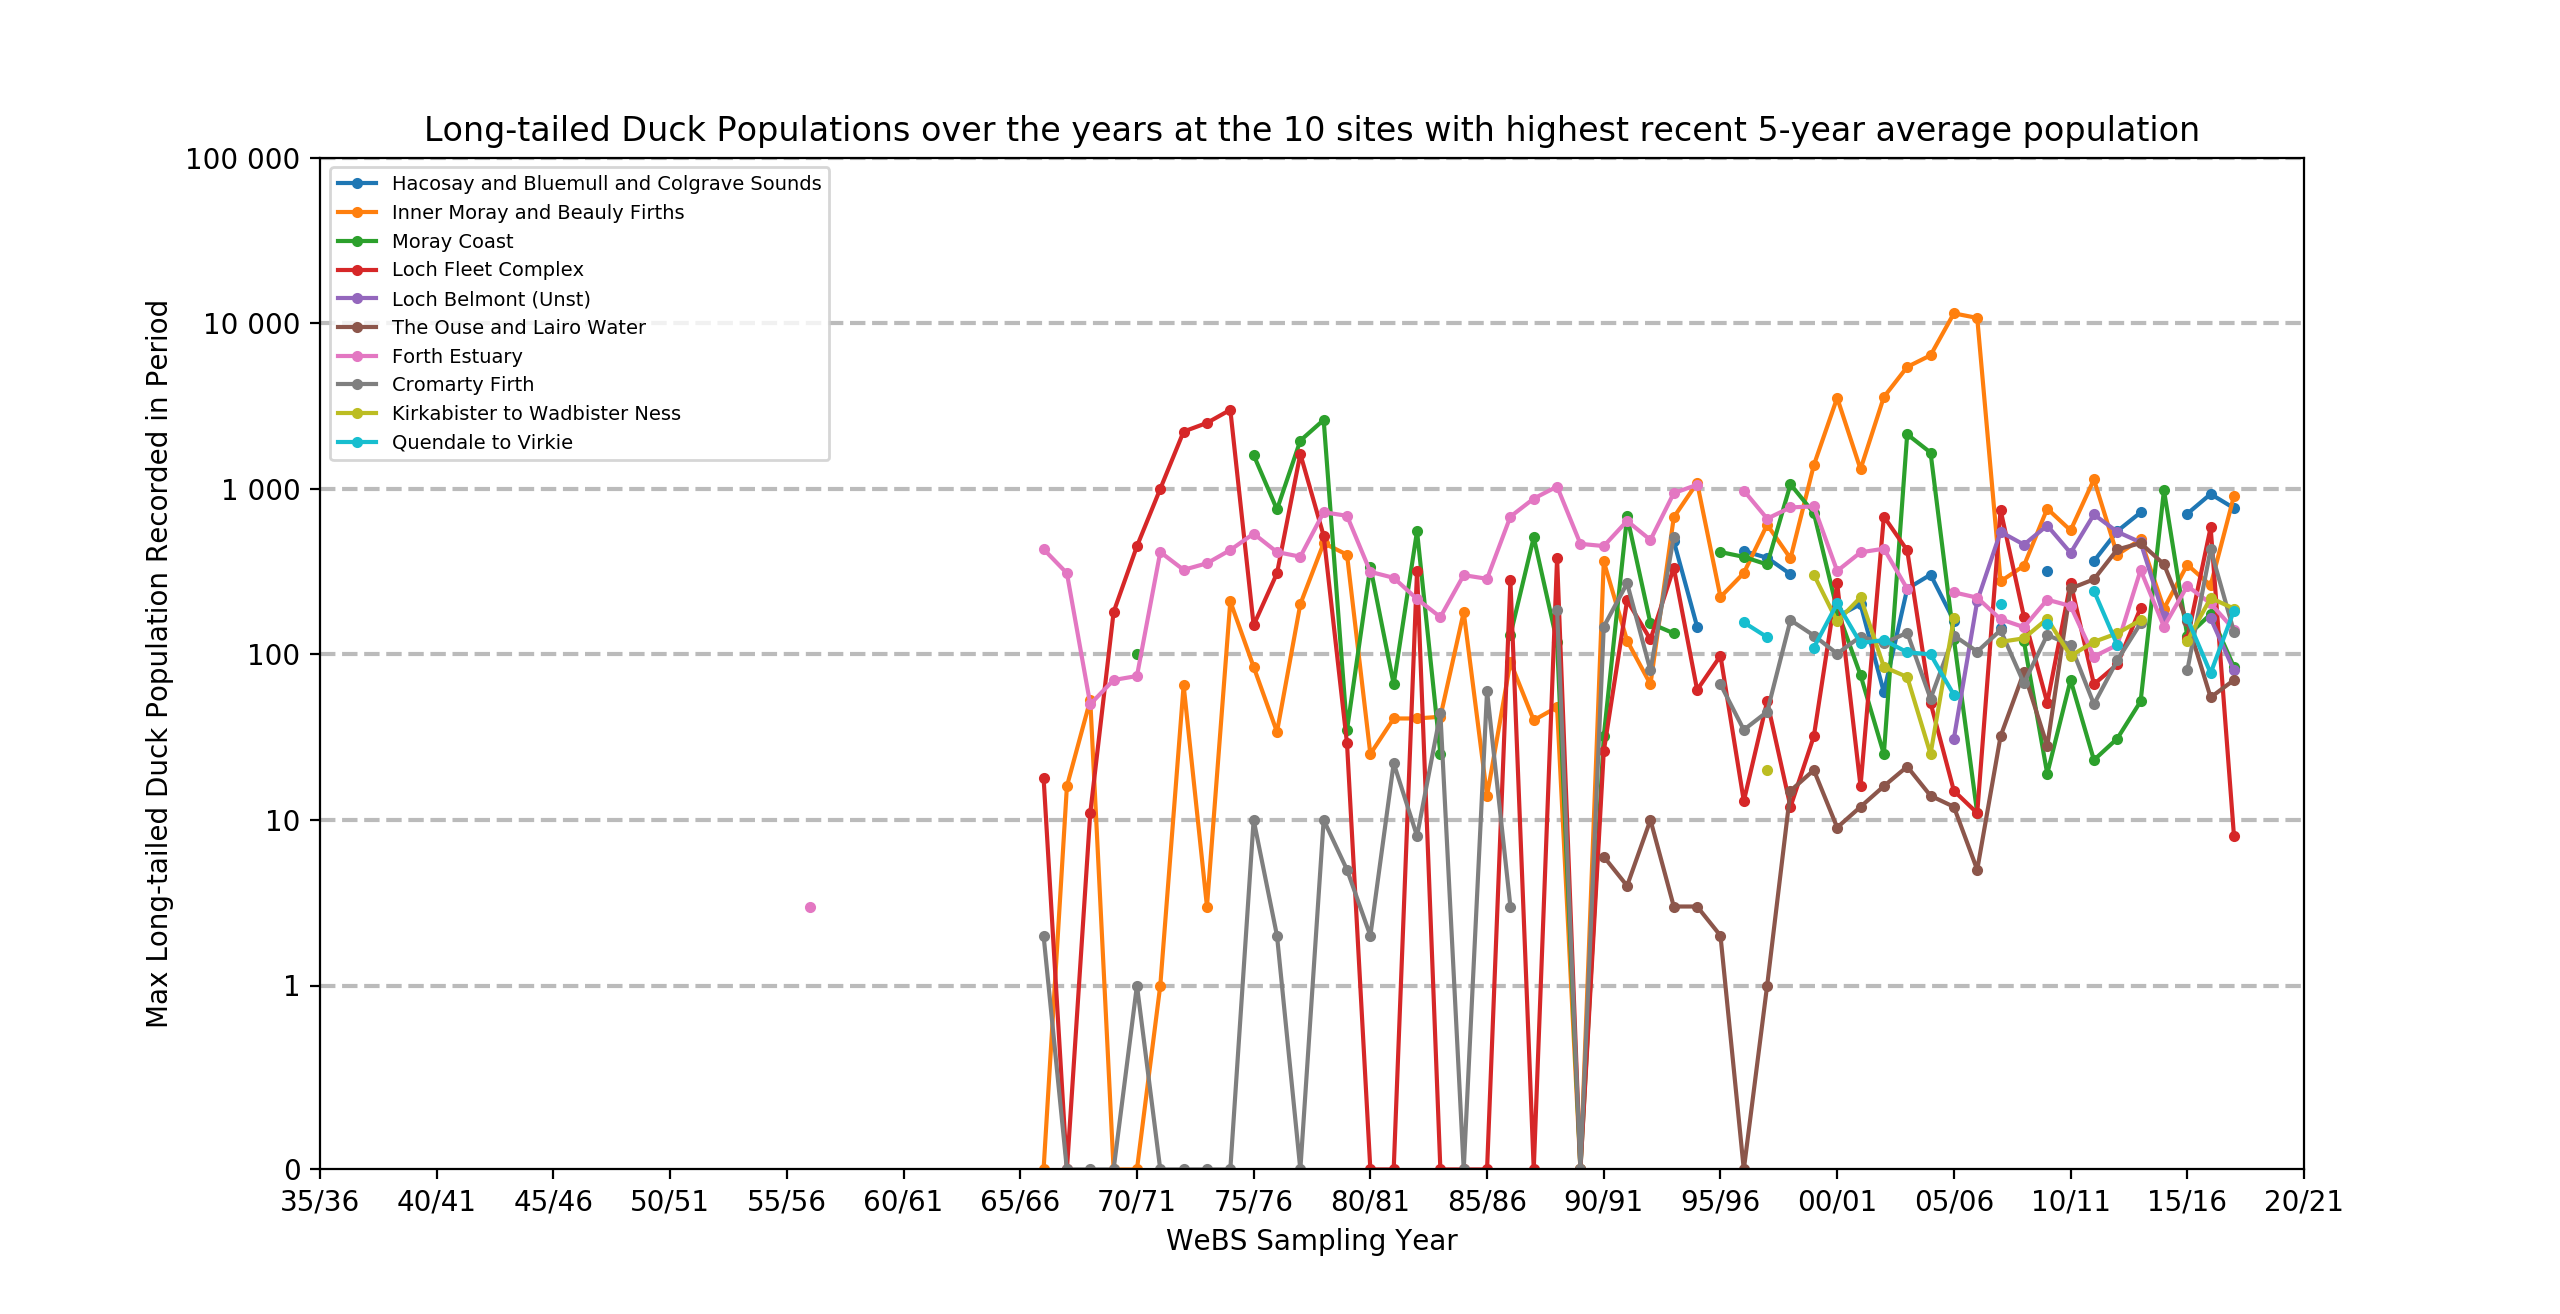 Long-tailed Duck Populations over the years at the 10 sites with highest recent 5-year average population
Max Long-tailed Duck Population Recorded in Period
100 000
10 000
1 000
100
10
1
0
Hacosay and Bluemull and Colgrave Sounds
Inner Moray and Beauly Firths
Moray Coast
Loch Fleet Complex
Loch Belmont (Unst)
The Ouse and Lairo Water
Forth Estuary
Cromarty Firth
Kirkabister to Wadbister Ness
Quendale to Virkie
35/36 40/41 45/46 50/51 55/56 60/61 65/66 70/71 75/76 80/81 85/86 90/91 95/96 00/01 05/06 10/11 15/16 20/21
WeBS Sampling Year